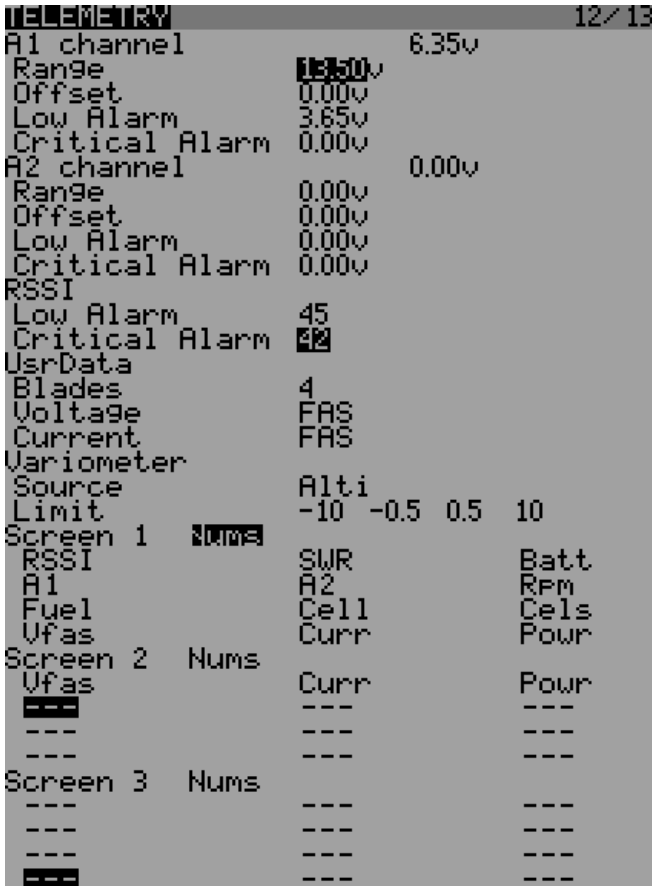 TELEMETRY 12/13
A1 channel 6.35v
Range 13.50v
Offset 0.00v
Low Alarm 3.65v
Critical Alarm 0.00v
A2 channel 0.00v
Range 0.00v
Offset 0.00v
Low Alarm 0.00v
Critical Alarm 0.00v
RSSI
Low Alarm 45
Critical Alarm 42
UsrData
Blades 4
Voltage FAS
Current FAS
Variometer
Source Alti
Limit -10 -0.5 0.5 10
Screen 1 Nums
RSSI SWR Batt
A1 A2 Rpm
Fuel Cell Cels
Vfas Curr Powr
Screen 2 Nums
Vfas Curr Powr
--- --- ---
--- --- ---
--- --- ---
Screen 3 Nums
--- --- ---
--- --- ---
--- --- ---
--- --- ---